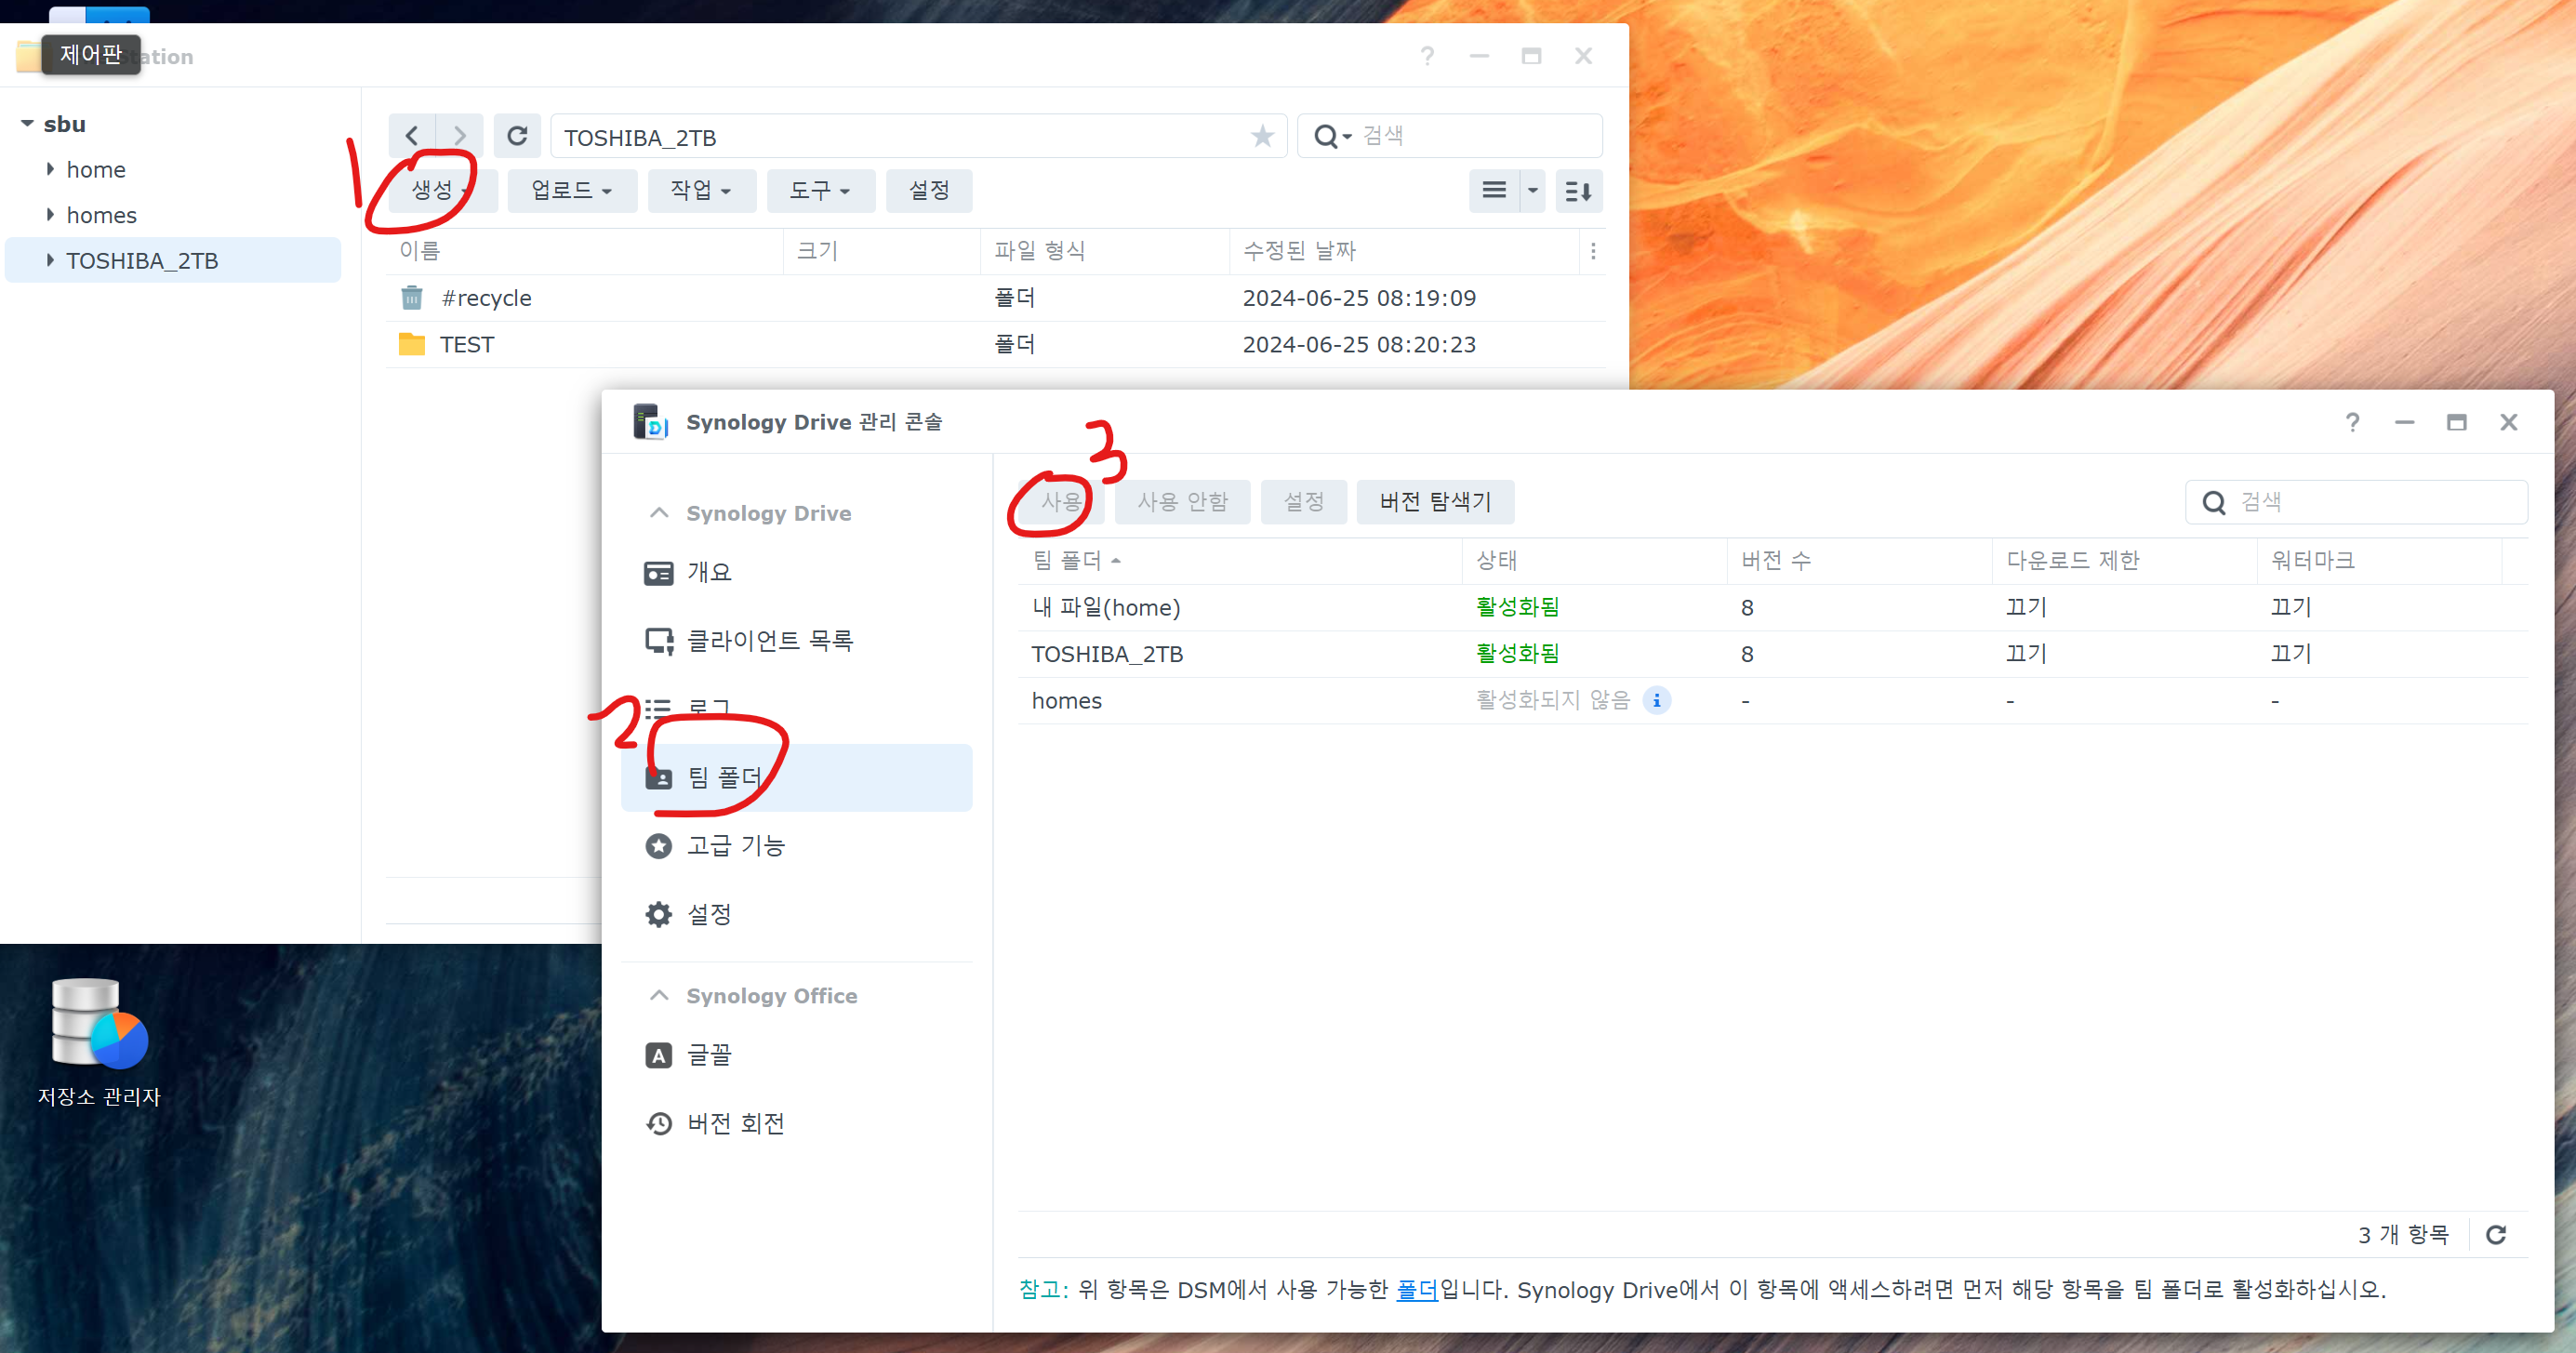 제어판
tation
sbu
home
homes
TOSHIBA_2TB
TOSHIBA_2TB
검색
1
생성
업로드
작업
도구
설정
이름 크기 파일 형식 수정된 날짜
#recycle 폴더 2024-06-25 08:19:09
TEST 폴더 2024-06-25 08:20:23
Synology Drive 관리 콘솔
3
Synology Drive
개요
클라이언트 목록
2
로그
팀 폴더
고급 기능
설정
Synology Office
글꼴
버전 회전
사용
사용 안함
설정
버전 탐색기
검색
팀 폴더 상태 버전 수 다운로드 제한 워터마크
내 파일(home) 활성화됨 8 끄기 끄기
TOSHIBA_2TB 활성화됨 8 끄기 끄기
homes 활성화되지 않음 - - -
3 개 항목
참고: 위 항목은 DSM에서 사용 가능한 폴더입니다. Synology Drive에서 이 항목에 액세스하려면 먼저 해당 항목을 팀 폴더로 활성화하십시오.
저장소 관리자